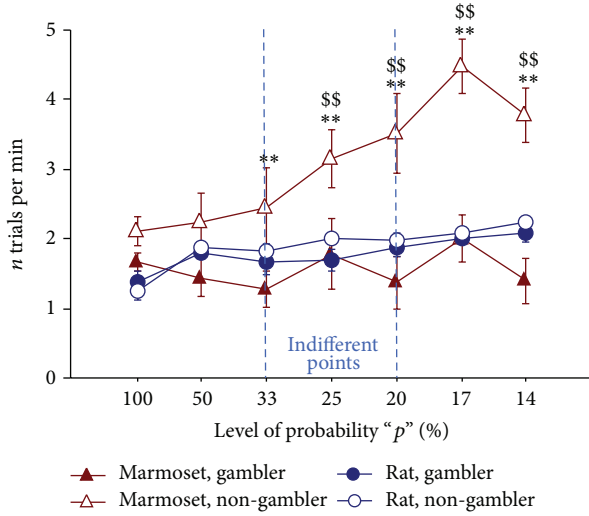 5
4
3
2
1
0
n trials per min
$$
**
$$
**
$$
**
$$
**
**
Indifferent
points
100 50 33 25 20 17 14
Level of probability “p” (%)
Marmoset, gambler
Rat, gambler
Marmoset, non-gambler
Rat, non-gambler